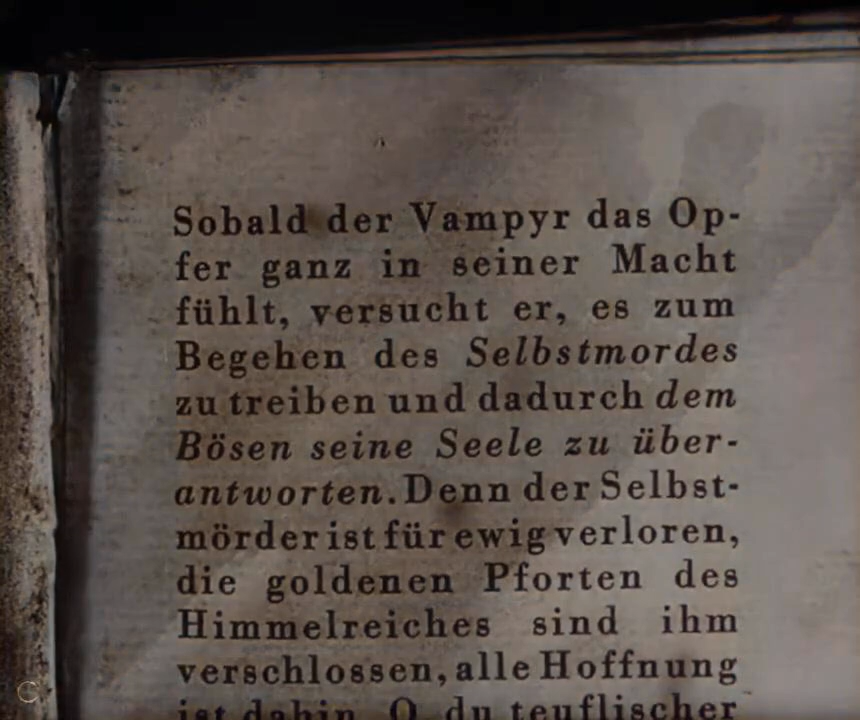 Sobald der Vampyr das Op-
fer ganz in seiner Macht
fühlt, versucht er, es zum
Begehen des Selbstmordes
zu treiben und dadurch dem
Bösen seine Seele zu über-
antworten. Denn der Selbst-
mörder ist für ewig verloren,
die goldenen Pforten des
Himmelreiches sind ihm
verschlossen, alle Hoffnung
ist dahin. O, du teuflischer